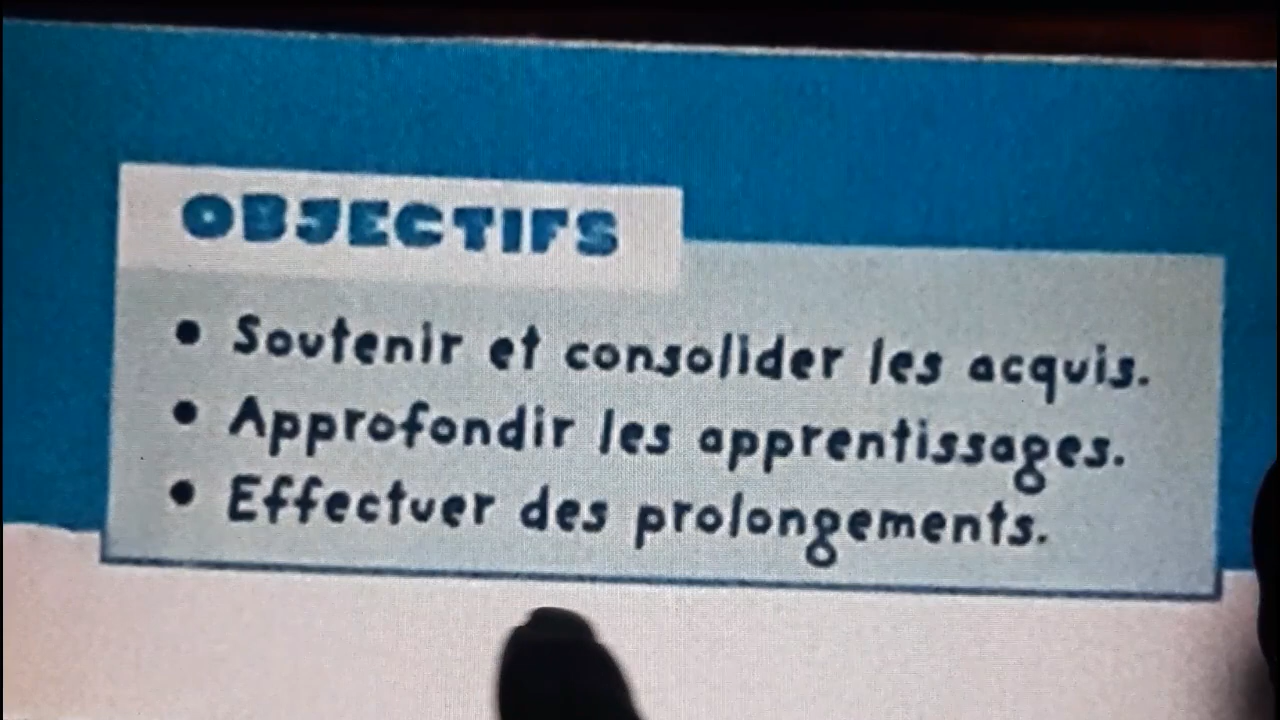 OBJECTIFS
• Soutenir et consolider les acquis.
• Approfondir les apprentissages.
• Effectuer des prolongements.